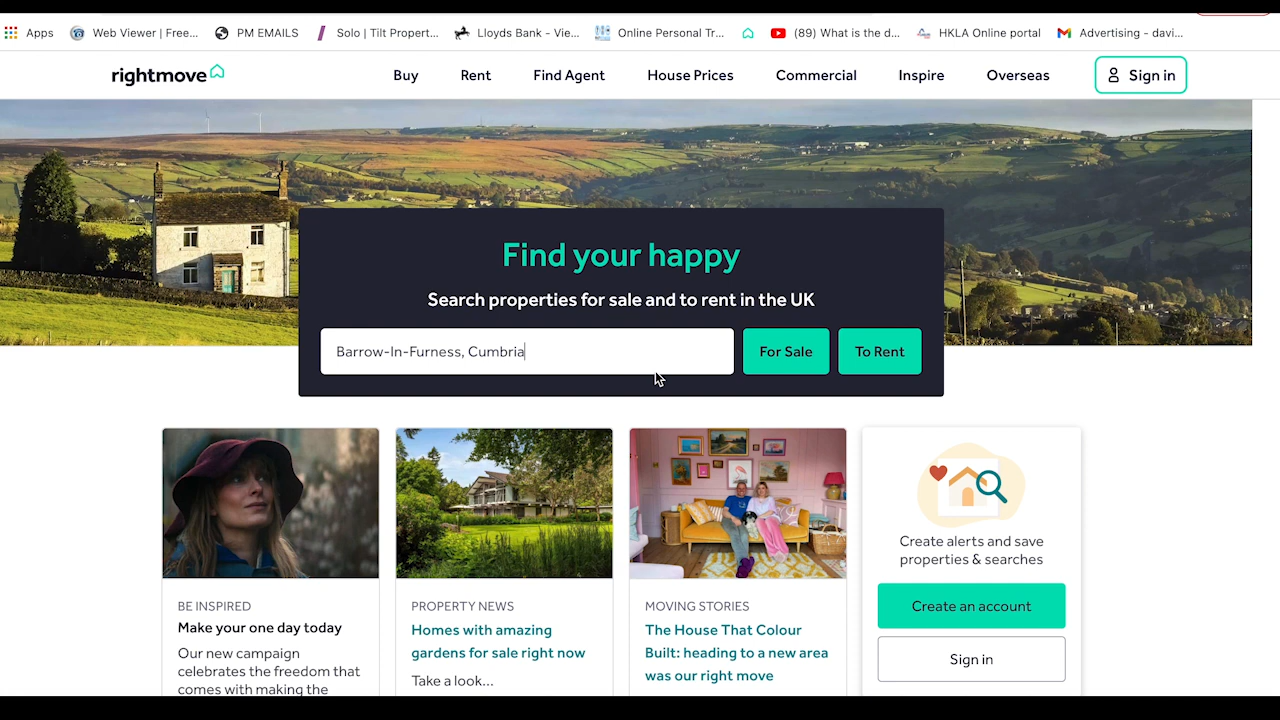 Apps Web Viewer | Free... PM EMAILS Solo | Tilt Propert... Lloyds Bank - Vie... Online Personal Tr... (89) What is the d... HKLA Online portal Advertising - davi...
rightmove Buy Rent Find Agent House Prices Commercial Inspire Overseas Sign in
Find your happy
Search properties for sale and to rent in the UK
Barrow-In-Furness, Cumbria For Sale To Rent
BE INSPIRED
Make your one day today
Our new campaign
celebrates the freedom that
comes with making the
PROPERTY NEWS
Homes with amazing
gardens for sale right now
Take a look...
MOVING STORIES
The House That Colour
Built: heading to a new area
was our right move
Create alerts and save
properties & searches
Create an account
Sign in